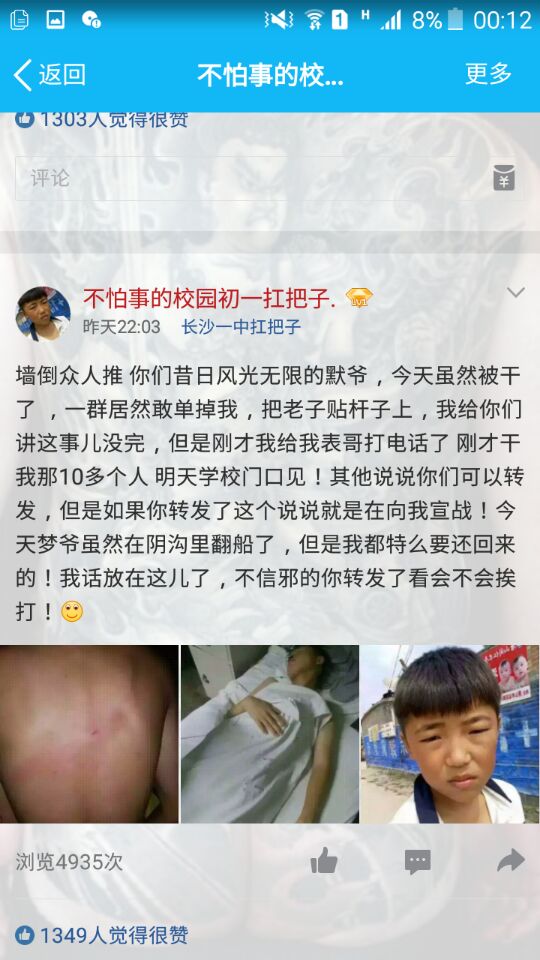 H 1 8% 00:12
返回 不怕事的校... 更多
1303人觉得很赞
评论
不怕事的校园初一扛把子.
昨天22:03 长沙一中扛把子
墙倒众人推 你们昔日风光无限的默爷，今天虽然被干
了 ，一群居然敢单掉我，把老子贴杆子上，我给你们
讲这事儿没完，但是刚才我给我表哥打电话了 刚才干
我那10多个人 明天学校门口见！其他说说你们可以转
发，但是如果你转发了这个说说就是在向我宣战！今
天梦爷虽然在阴沟里翻船了，但是我都特么要还回来
的！我话放在这儿了，不信邪的你转发了看会不会挨
打！
浏览4935次
1349人觉得很赞